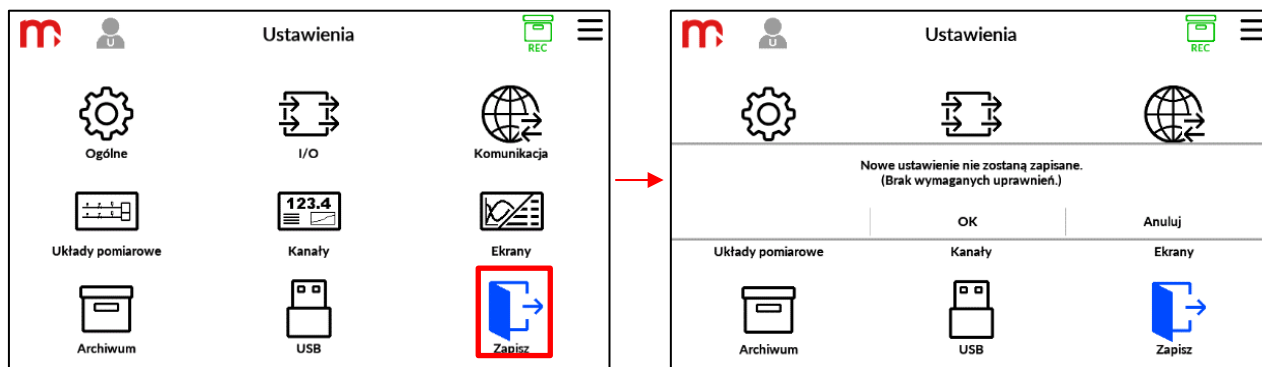 U
Ustawienia
REC
Ogólne
I/O
Komunikacja
123.4
Układy pomiarowe
Kanały
Ekrany
Archiwum
USB
Zapisz
U
Ustawienia
REC
Nowe ustawienie nie zostaną zapisane.
(Brak wymaganych uprawnień.)
OK
Anuluj
Układy pomiarowe
Kanały
Ekrany
Archiwum
USB
Zapisz